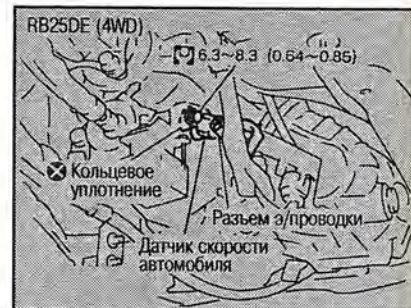 RB25DE (4WD)
6.3~8.3 (0.64~0.85)
Кольцевое
уплотнение
Разъем э/проводки
Датчик скорости
автомобиля